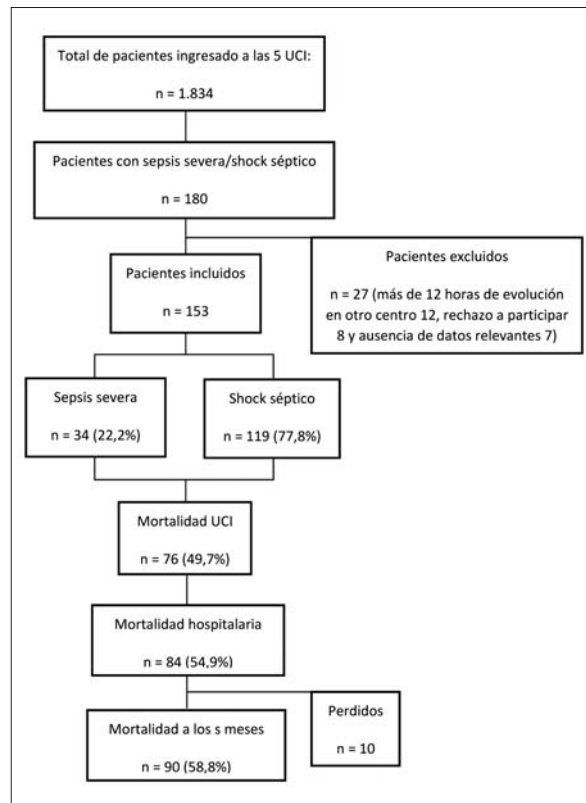 Total de pacientes ingresado a las 5 UCI:
n = 1.834
Pacientes con sepsis severa/shock séptico
n = 180
Pacientes incluidos
n = 153
Pacientes excluidos
n = 27 (más de 12 horas de evolución
en otro centro 12, rechazo a participar
8 y ausencia de datos relevantes 7)
Sepsis severa
n = 34 (22,2%)
Shock séptico
n = 119 (77,8%)
Mortalidad UCI
n = 76 (49,7%)
Mortalidad hospitalaria
n = 84 (54,9%)
Mortalidad a los s meses
n = 90 (58,8%)
Perdidos
n = 10